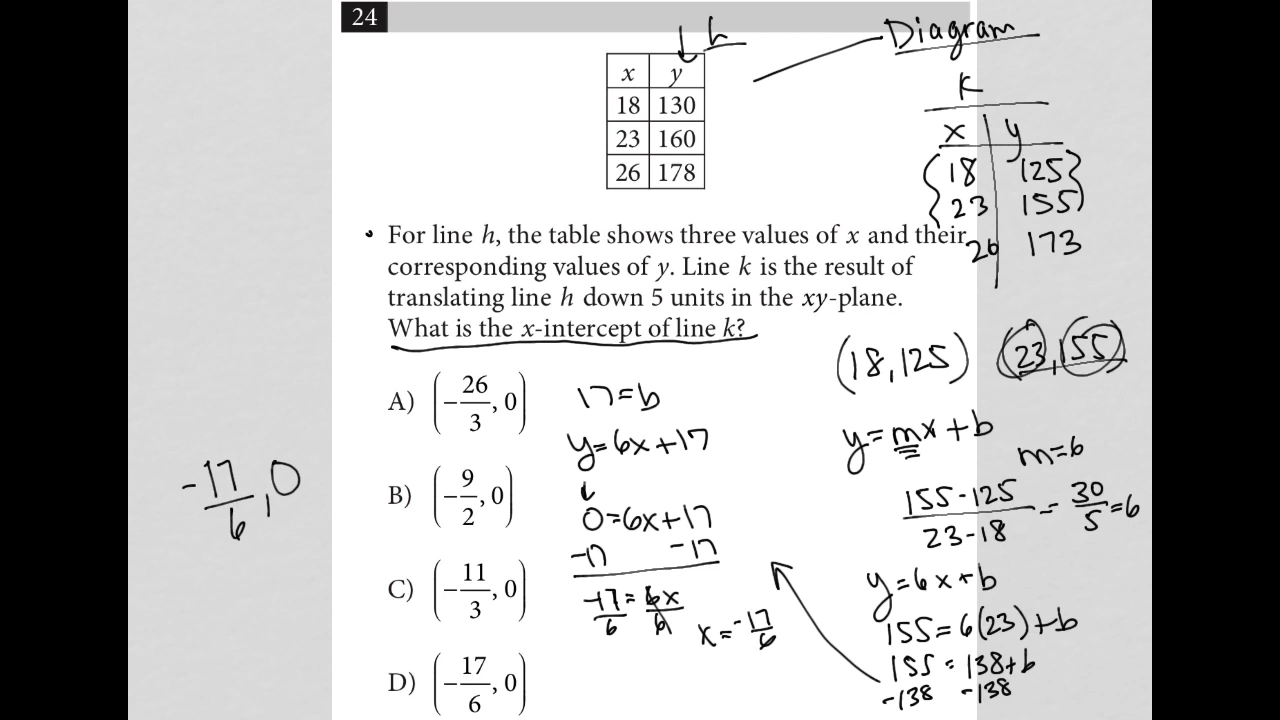 24
h
Diagram
x y
18 130
23 160
26 178
K
x y
18 125
23 155
26 173
For line h, the table shows three values of x and their
corresponding values of y. Line k is the result of
translating line h down 5 units in the xy-plane.
What is the x-intercept of line k?
A) (-26/3, 0)
B) (-9/2, 0)
C) (-11/3, 0)
D) (-17/6, 0)
17=b
y=6x+17
0=6x+17
-17 -17
-17/6 = 6x/6
x=-17/6
-17/6, 0
(18,125) (23,155)
y=mx+b
m=6
155-125/23-18 = 30/5 = 6
y=6x+b
155=6(23)+b
155=138+b
-138 -138